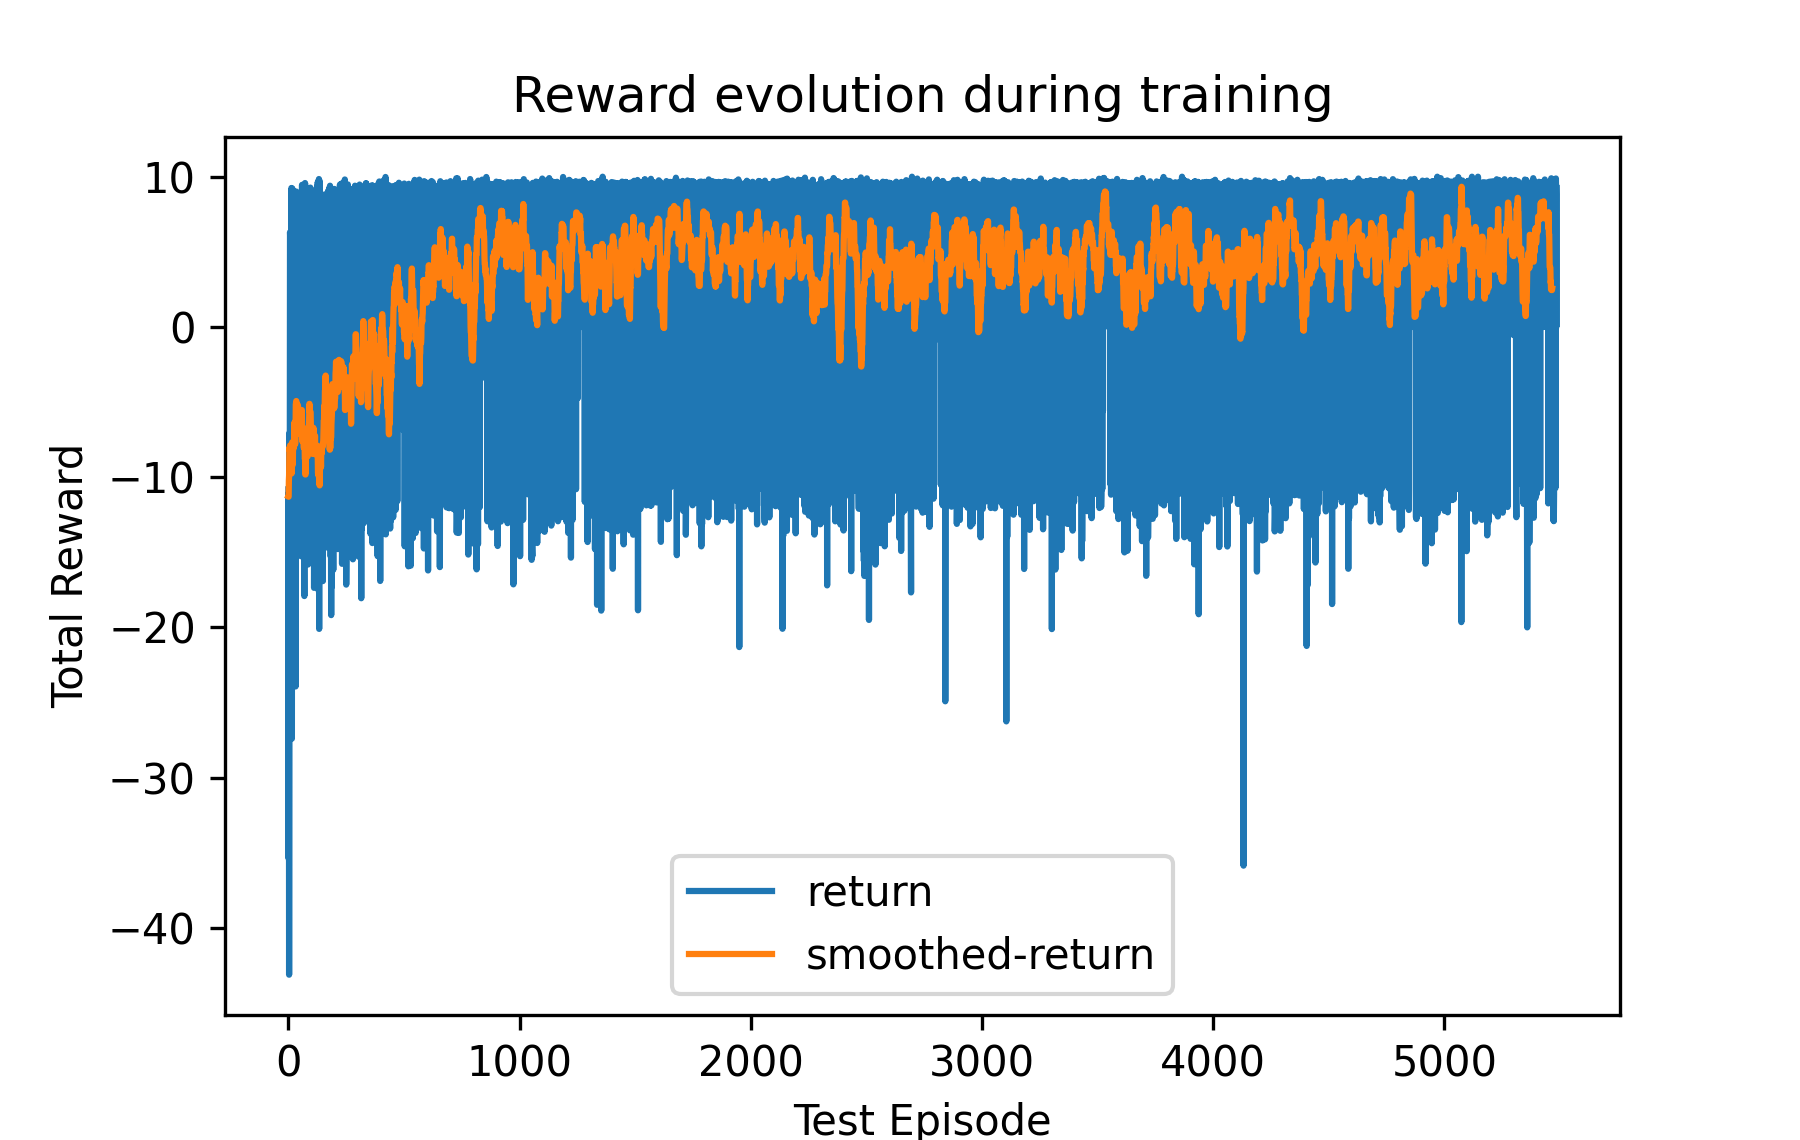 Reward evolution during training
10
0
−10
−20
−30
−40
Total Reward
return
smoothed-return
0 1000 2000 3000 4000 5000
Test Episode